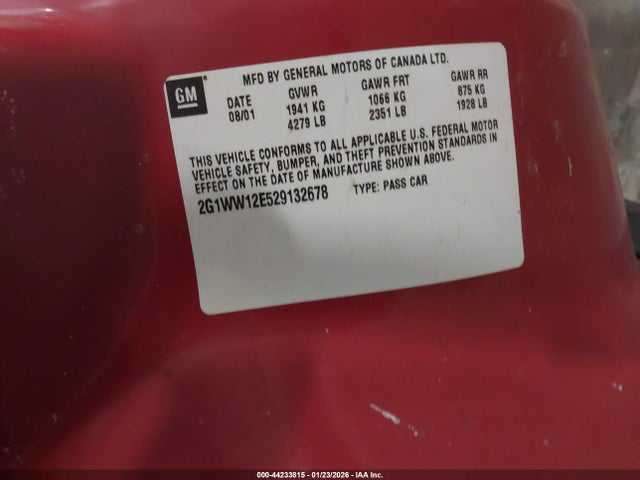 MFD BY GENERAL MOTORS OF CANADA LTD.
GM
DATE GVWR GAWR FRT GAWR RR
08/01 1941 KG 1066 KG 875 KG
4279 LB 2351 LB 1928 LB
THIS VEHICLE CONFORMS TO ALL APPLICABLE U.S. FEDERAL MOTOR
VEHICLE SAFETY, BUMPER, AND THEFT PREVENTION STANDARDS IN
EFFECT ON THE DATE OF MANUFACTURE SHOWN ABOVE.
2G1WW12E529132678 TYPE: PASS CAR
000-44233815 - 01/23/2026 - IAA Inc.